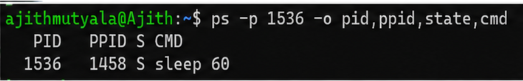 ajithmutyala@Ajith:~$ ps -p 1536 -o pid,ppid,state,cmd
PID PPID S CMD
1536 1458 S sleep 60